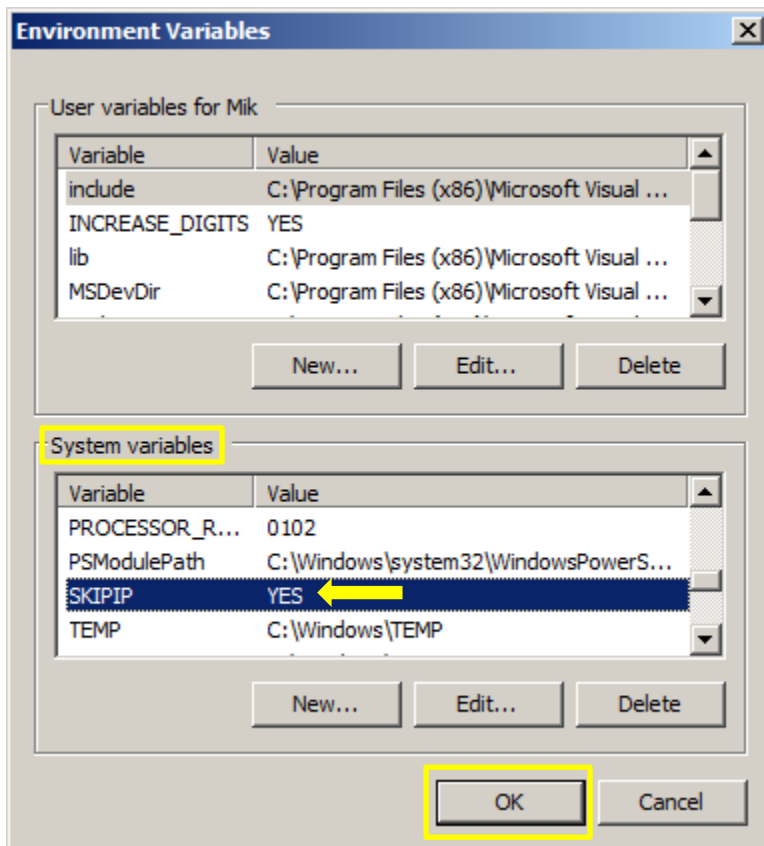 Environment Variables
User variables for Mik
Variable Value
include C:\Program Files (x86)\Microsoft Visual ...
INCREASE_DIGITS YES
lib C:\Program Files (x86)\Microsoft Visual ...
MSDevDir C:\Program Files (x86)\Microsoft Visual ...
New... Edit... Delete
System variables
Variable Value
PROCESSOR_R... 0102
PSModulePath C:\Windows\system32\WindowsPowerS...
SKIPIP YES
TEMP C:\Windows\TEMP
New... Edit... Delete
OK Cancel